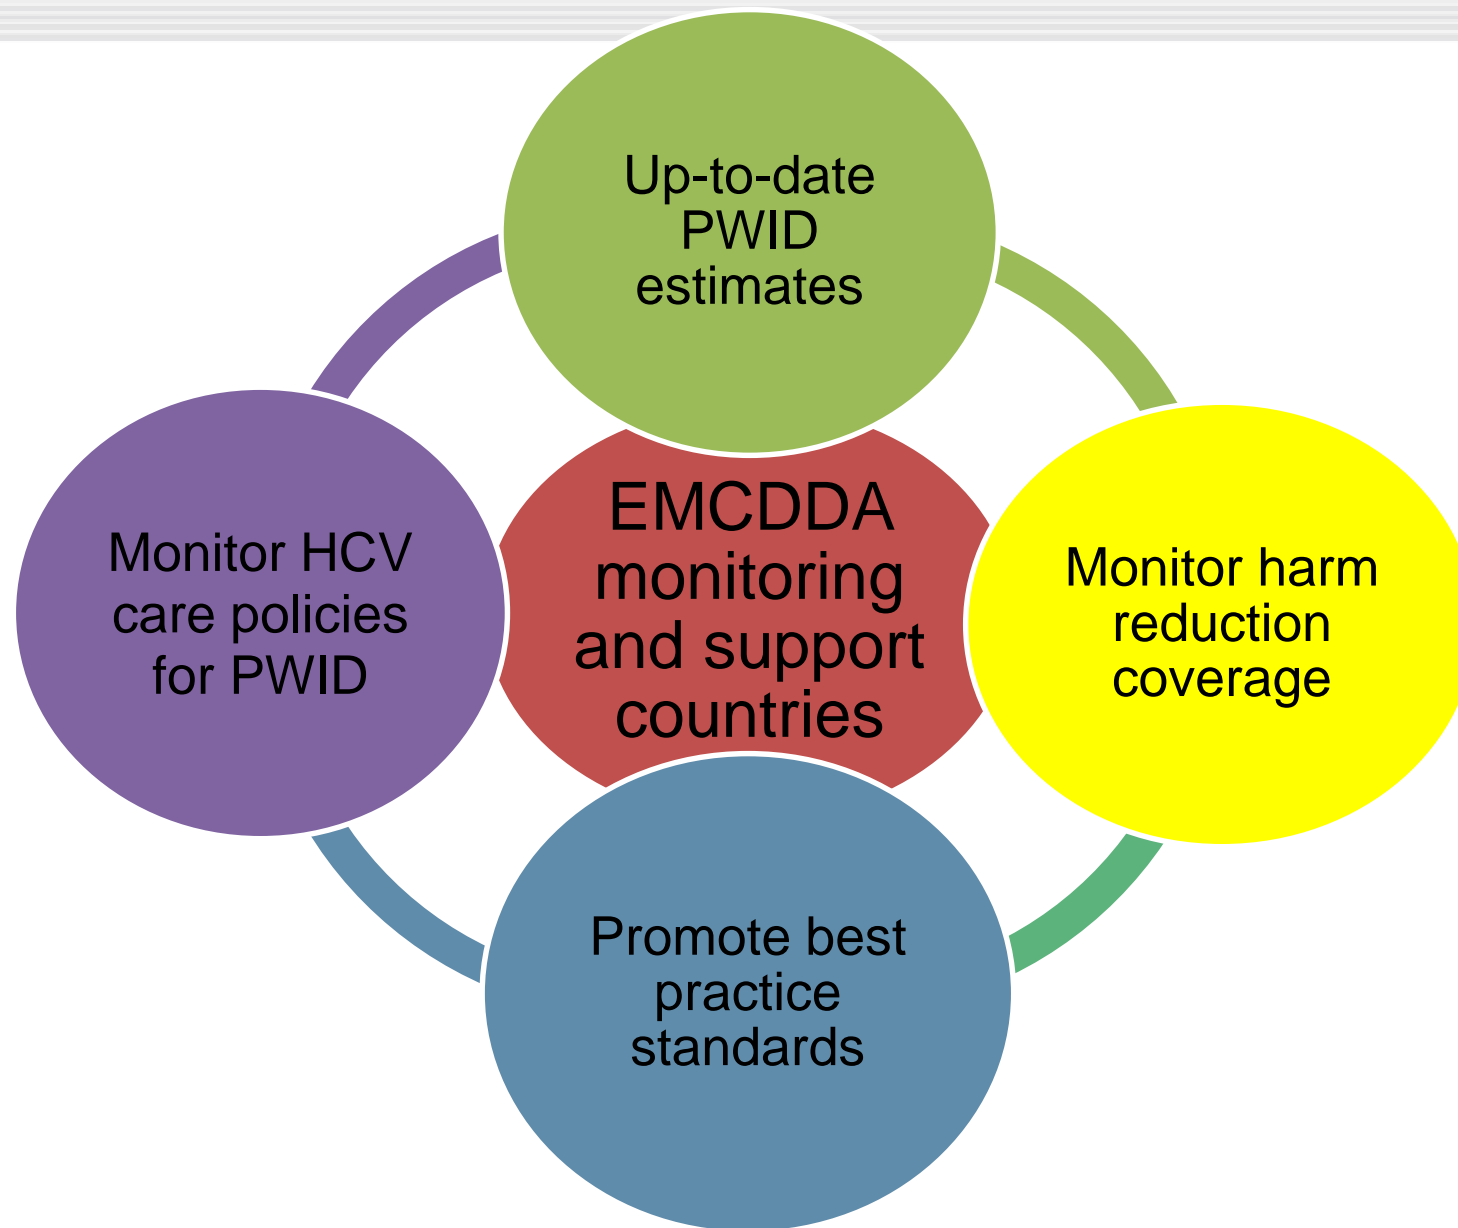 Up-to-date
PWID
estimates
Monitor HCV
care policies
for PWID
EMCDDA
monitoring
and support
countries
Monitor harm
reduction
coverage
Promote best
practice
standards